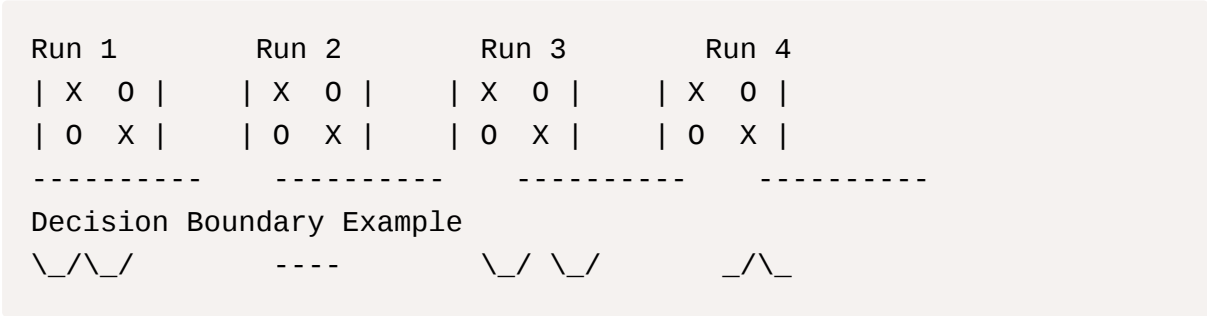 Run 1        Run 2        Run 3        Run 4
| X  O |    | X  O |    | X  O |    | X  O |
| O  X |    | O  X |    | O  X |    | O  X |
----------    ----------    ----------    ----------
Decision Boundary Example
\_/\_/        ----        \_/ \_/       _/\_